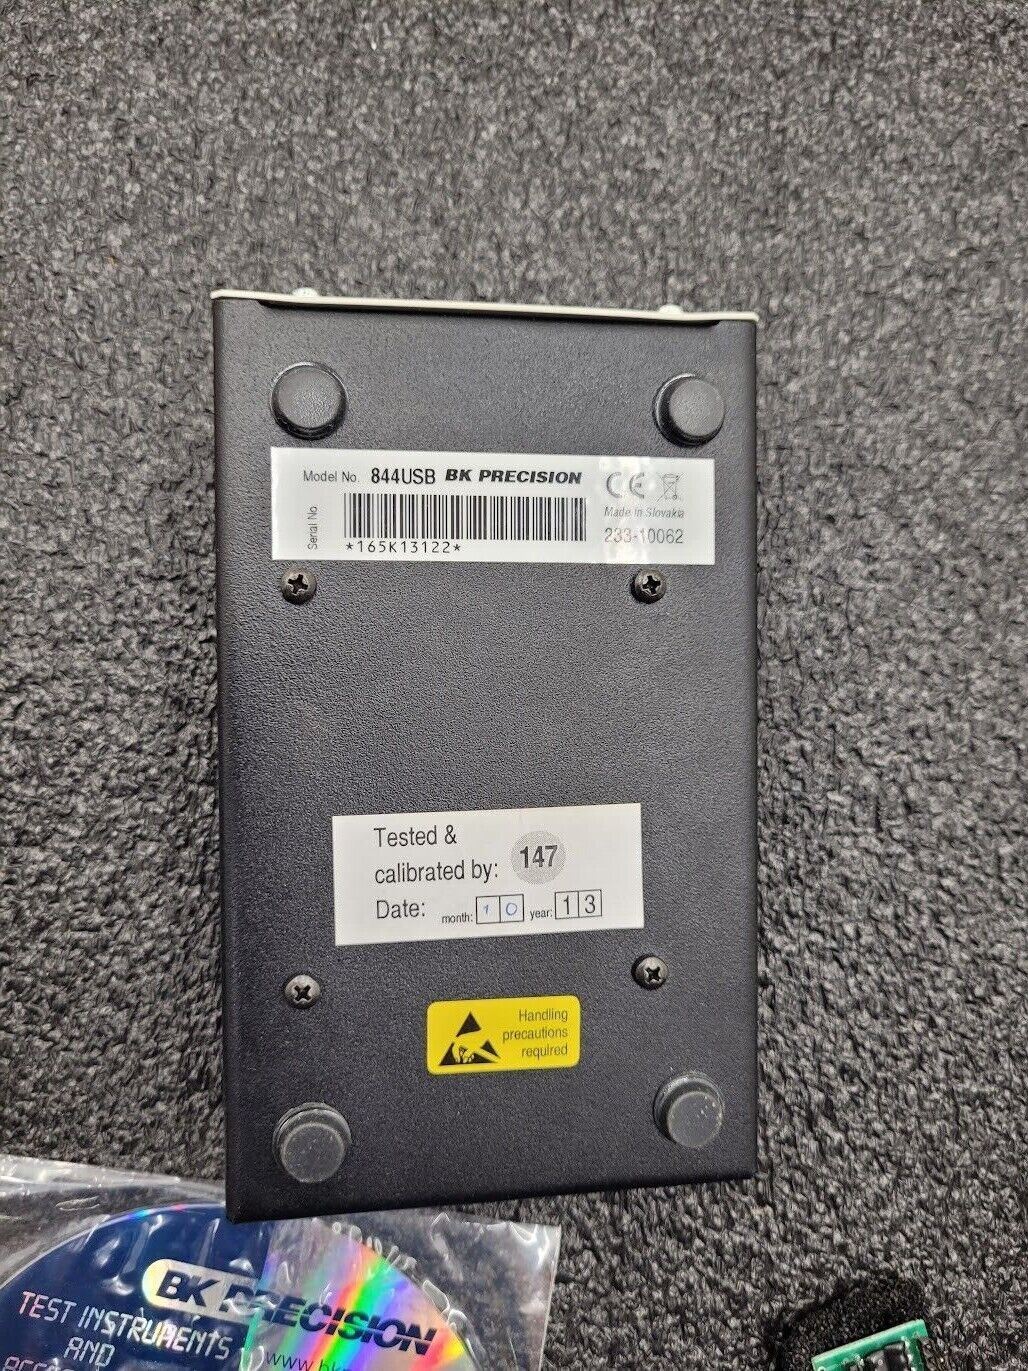 Model No. 844USB BK PRECISION
Serial No
*165K13122*
CE
Made in Slovakia
233-10062
Tested &
calibrated by: 147
Date: month: 10 year: 13
Handling
precautions
required
BK PRECISION
TEST INSTRUMENTS
AND